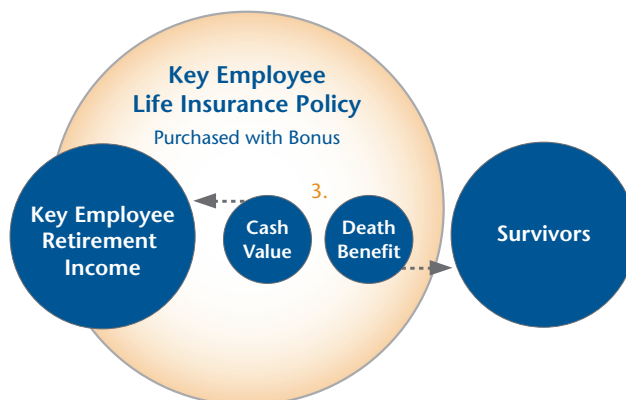 Key Employee
Life Insurance Policy
Purchased with Bonus
3.
Key Employee
Retirement
Income
Cash
Value
Death
Benefit
Survivors